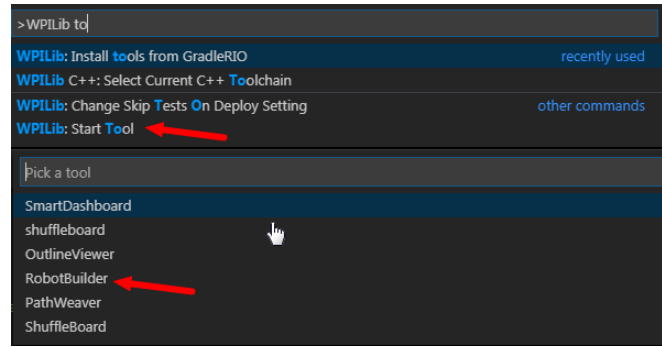 >WPILib to
WPILib: Install tools from GradleRIO recently used
WPILib C++: Select Current C++ Toolchain
WPILib: Change Skip Tests On Deploy Setting other commands
WPILib: Start Tool
Pick a tool
SmartDashboard
shuffleboard
OutlineViewer
RobotBuilder
PathWeaver
ShuffleBoard